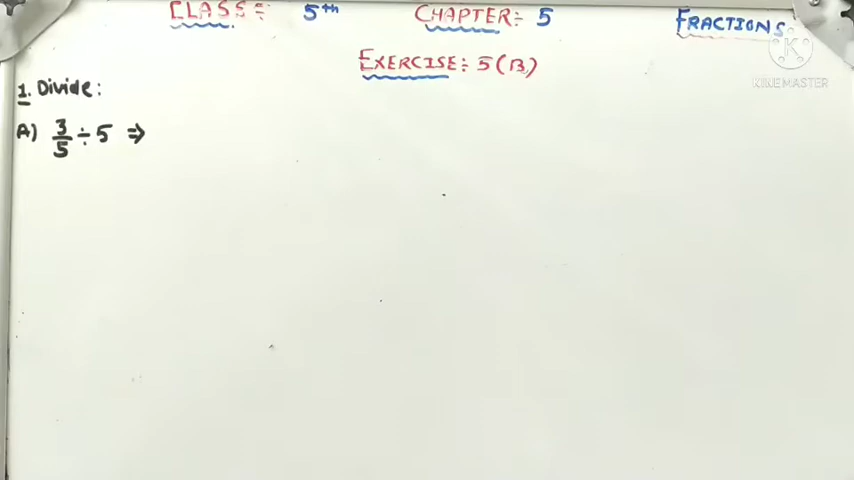 CLASS:- 5th CHAPTER:- 5 FRACTIONS
EXERCISE:- 5(B)
K
KINEMASTER
1. Divide:
A) 3/5 ÷ 5 ⇒